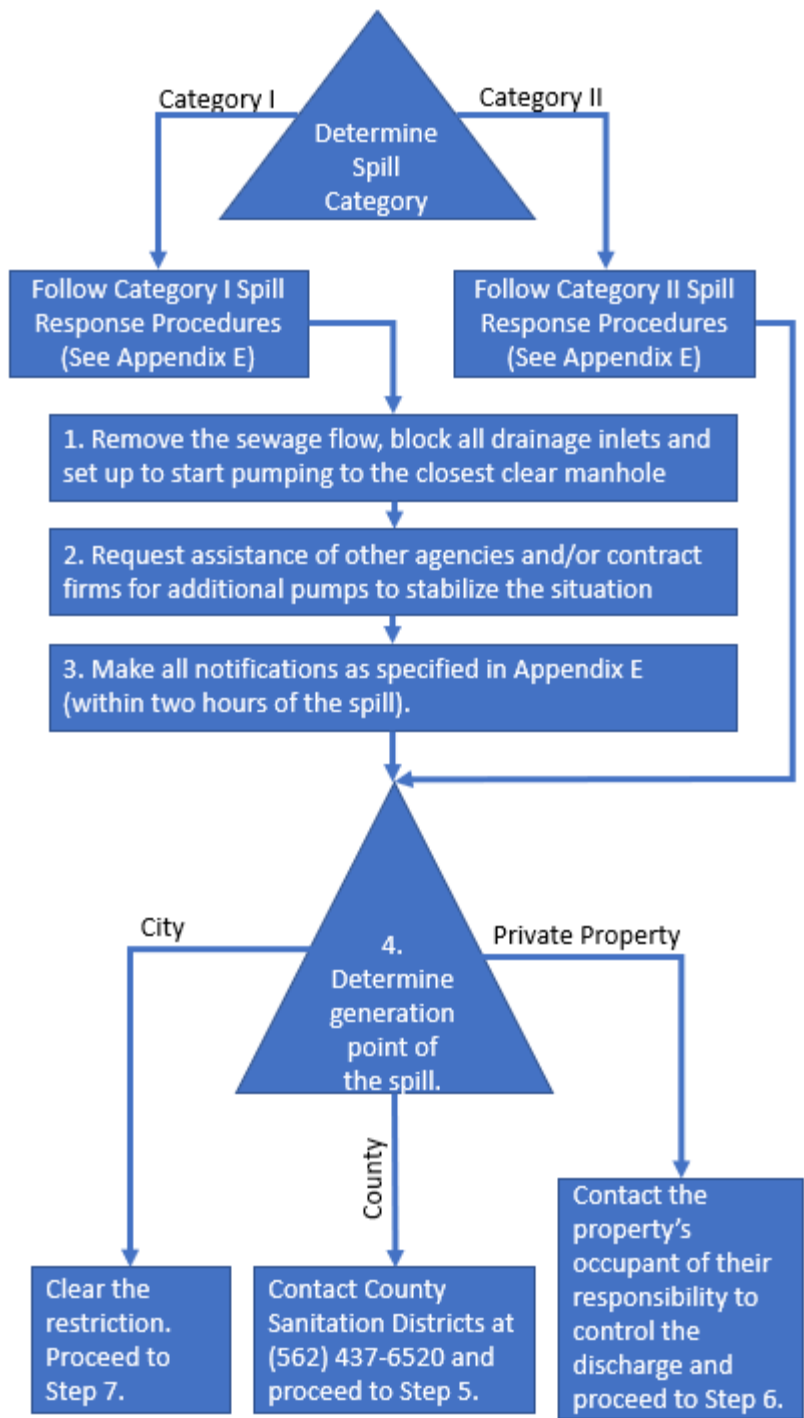 Category I
Category II
Determine
Spill
Category
Follow Category I Spill
Response Procedures
(See Appendix E)
Follow Category II Spill
Response Procedures
(See Appendix E)
1. Remove the sewage flow, block all drainage inlets and
set up to start pumping to the closest clear manhole
2. Request assistance of other agencies and/or contract
firms for additional pumps to stabilize the situation
3. Make all notifications as specified in Appendix E
(within two hours of the spill).
City
Private Property
4.
Determine
generation
point of
the spill.
County
Clear the
restriction.
Proceed to
Step 7.
Contact County
Sanitation Districts at
(562) 437-6520 and
proceed to Step 5.
Contact the
property’s
occupant of their
responsibility to
control the
discharge and
proceed to Step 6.